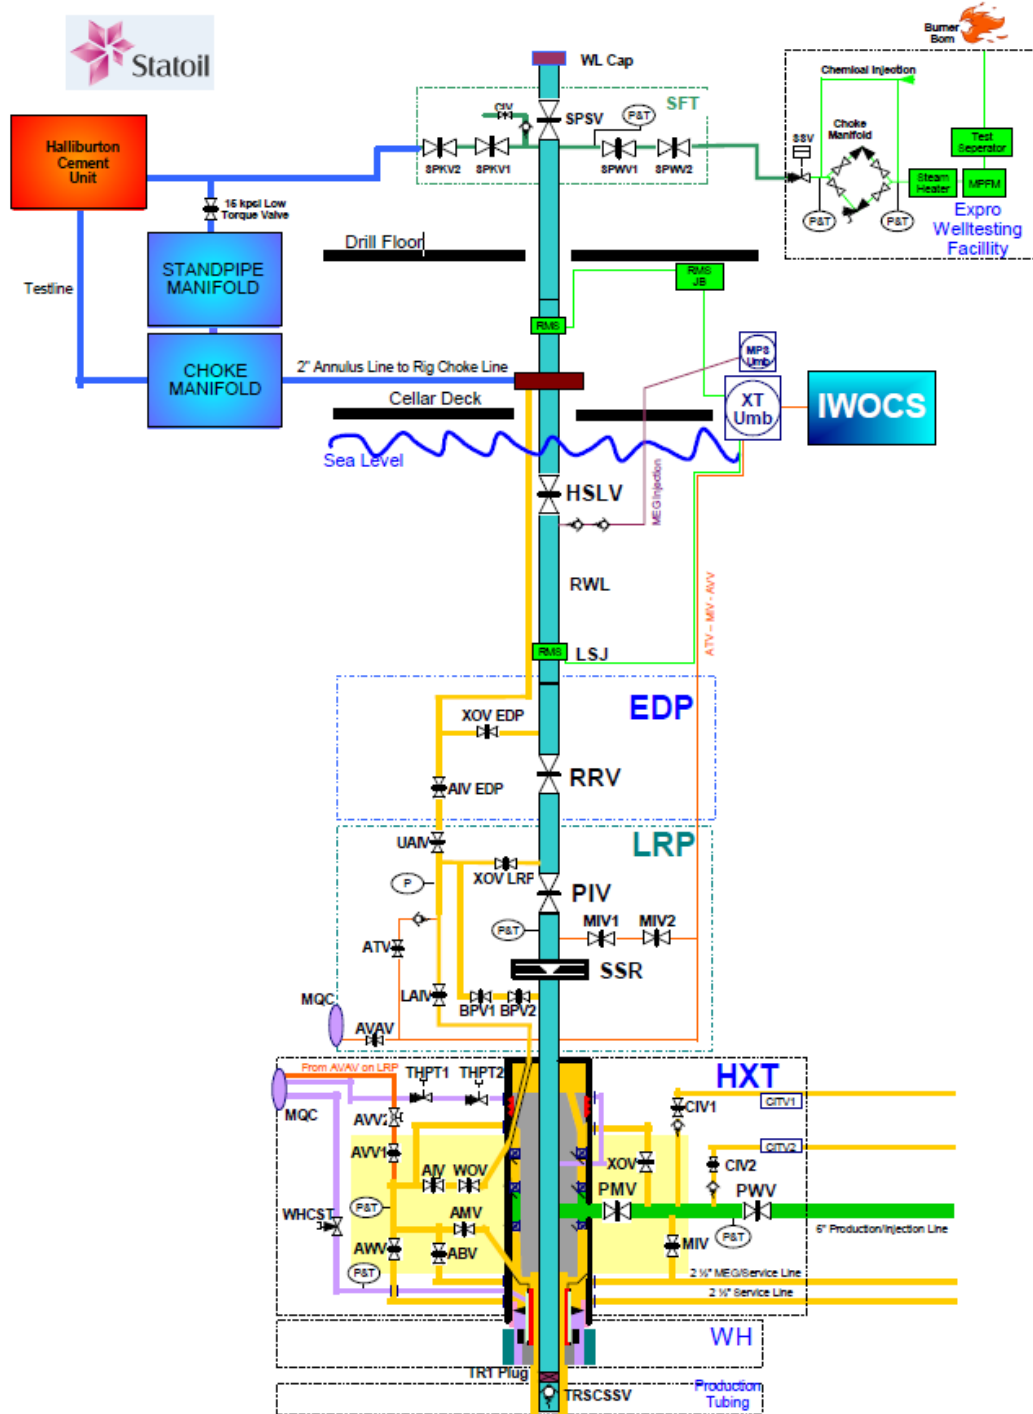 Statoil
Burner
Bom
WL Cap
SFT
Chemical Injection
CIV
SPSV
P&T
SSV
Choke
Manifold
Test
Seperator
Halliburton
Cement
Unit
SPKV2
SPKV1
SPWV1
SPWV2
Steam
Heater
MPFM
15 kpsi Low
Torque Valve
P&T
P&T
Expro
Welltesting
Facillity
Drill Floor
STANDPIPE
MANIFOLD
RMS
JB
Testline
RMS
MPS
Umb
CHOKE
MANIFOLD
2" Annulus Line to Rig Choke Line
XT
Umb
IWOCS
Cellar Deck
Sea Level
HSLV
MEG Injection
RWL
ATV – MIV - AVV
RMS
LSJ
EDP
XOV EDP
RRV
AIV EDP
UAIV
LRP
XOV LRP
P
PIV
P&T
MIV1
MIV2
ATV
SSR
MQC
LAIV
BPV1
BPV2
AVAV
From AVAV on LRP
THPT1
THPT2
HXT
MQC
AVV2
CIV1
CITV1
AVV1
CITV2
AIV
WOV
XOV
CIV2
PMV
PWV
P&T
WHCST
AMV
6" Production/Injection Line
P&T
AWV
ABV
MIV
P&T
2 ½" MEG/Service Line
2 ½" Service Line
WH
TR1 Plug
TRSCSSV
Production
Tubing